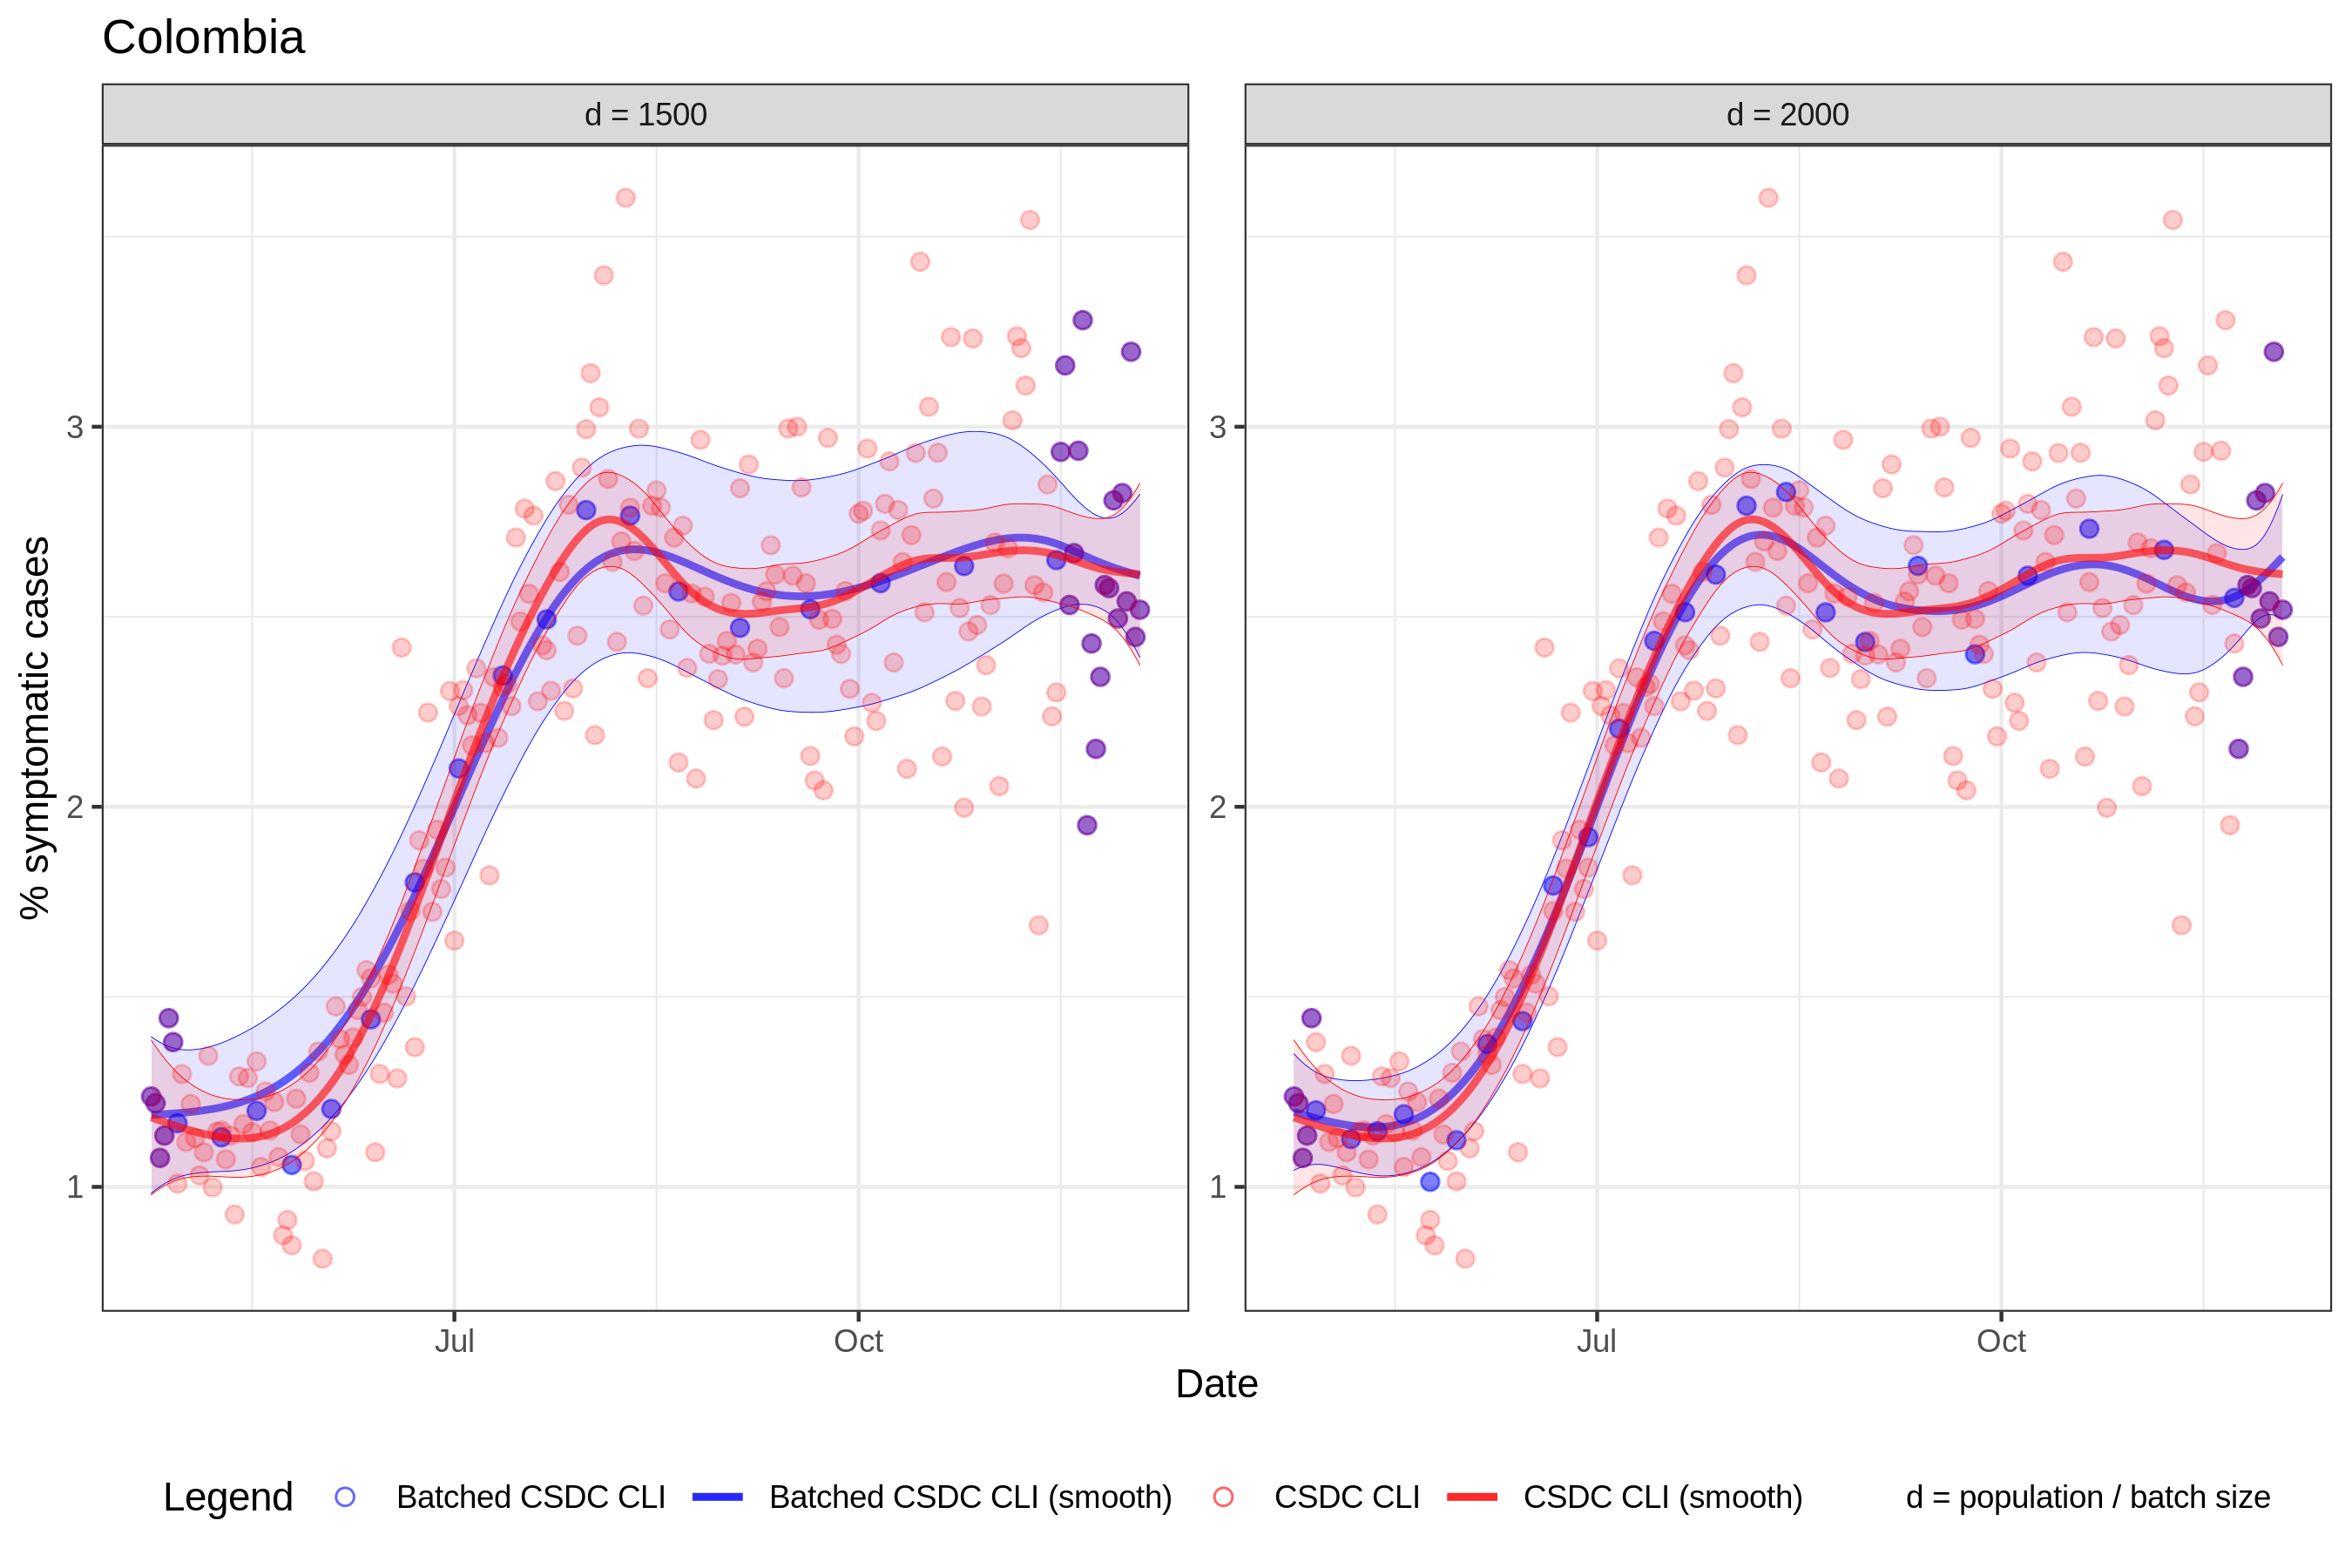 Colombia
d = 1500
d = 2000
% symptomatic cases
3
2
1
3
2
1
Jul
Oct
Jul
Oct
Date
Legend Batched CSDC CLI Batched CSDC CLI (smooth) CSDC CLI CSDC CLI (smooth) d = population / batch size